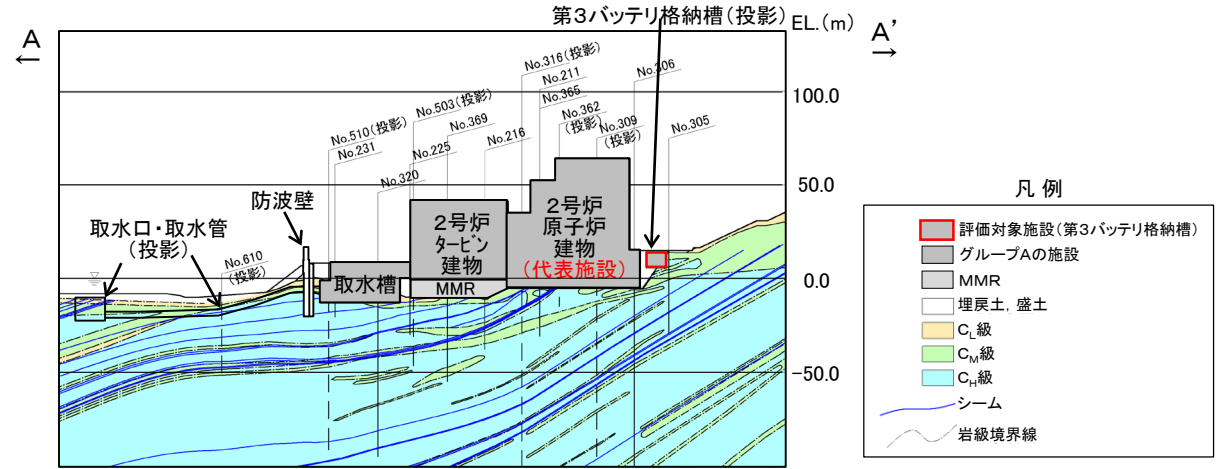 第3バッテリ格納槽(投影)
EL.(m)
A
←
A’
→
100.0
50.0
0.0
-50.0
No.316(投影)
No.211
No.365
No.306
No.362
(投影)
No.309
(投影)
No.305
No.503(投影)
No.369
No.216
No.510(投影)
No.231
No.225
No.320
防波壁
取水口・取水管
(投影)
No.610
(投影)
取水槽
2号炉
タービン
建物
MMR
2号炉
原子炉
建物
(代表施設)
凡 例
評価対象施設(第3バッテリ格納槽)
グループAの施設
MMR
埋戻土, 盛土
CL級
CM級
CH級
シーム
岩級境界線